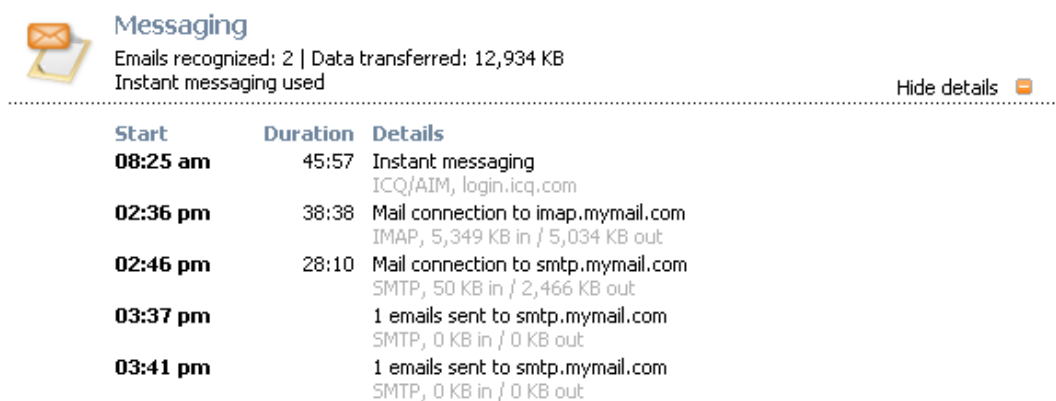 Messaging
Emails recognized: 2 | Data transferred: 12,934 KB
Instant messaging used
Hide details
Start Duration Details
08:25 am 45:57 Instant messaging
ICQ/AIM, login.icq.com
02:36 pm 38:38 Mail connection to imap.mymail.com
IMAP, 5,349 KB in / 5,034 KB out
02:46 pm 28:10 Mail connection to smtp.mymail.com
SMTP, 50 KB in / 2,466 KB out
03:37 pm 1 emails sent to smtp.mymail.com
SMTP, 0 KB in / 0 KB out
03:41 pm 1 emails sent to smtp.mymail.com
SMTP, 0 KB in / 0 KB out